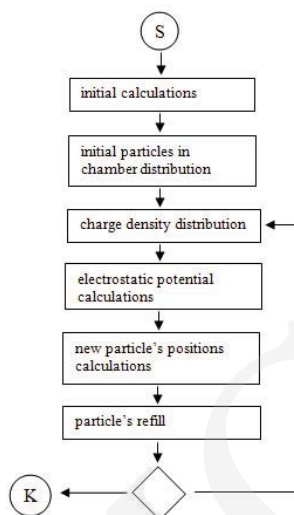 S
initial calculations
initial particles in
chamber distribution
charge density distribution
electrostatic potential
calculations
new particle's positions
calculations
particle's refill
K